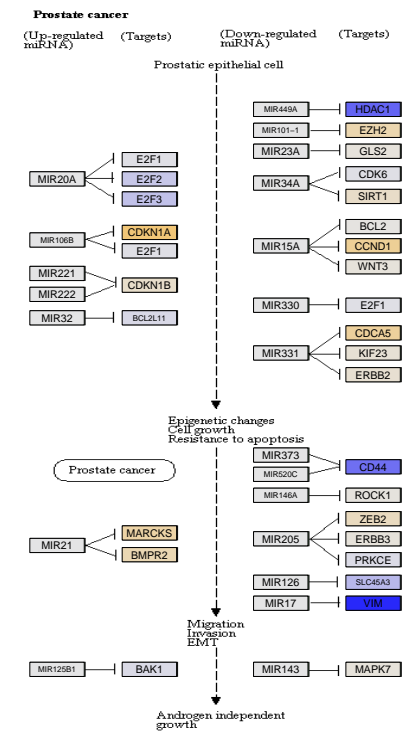 Prostate cancer
(Up-regulated miRNA)
(Targets)
(Down-regulated miRNA)
(Targets)
Prostatic epithelial cell
MIR449A
HDAC1
MIR101-1
EZH2
MIR23A
GLS2
MIR20A
E2F1
E2F2
E2F3
MIR34A
CDK6
SIRT1
MIR106B
CDKN1A
E2F1
MIR15A
BCL2
CCND1
WNT3
MIR221
MIR222
CDKN1B
MIR32
BCL2L11
MIR330
E2F1
MIR331
CDCA5
KIF23
ERBB2
Epigenetic changes
Cell growth
Resistance to apoptosis
Prostate cancer
MIR373
MIR520C
CD44
MIR146A
ROCK1
MIR21
MARCKS
BMPR2
MIR205
ZEB2
ERBB3
PRKCE
MIR126
SLC45A3
MIR17
VIM
Migration
Invasion
EMT
MIR125B1
BAK1
MIR143
MAPK7
Androgen independent
growth